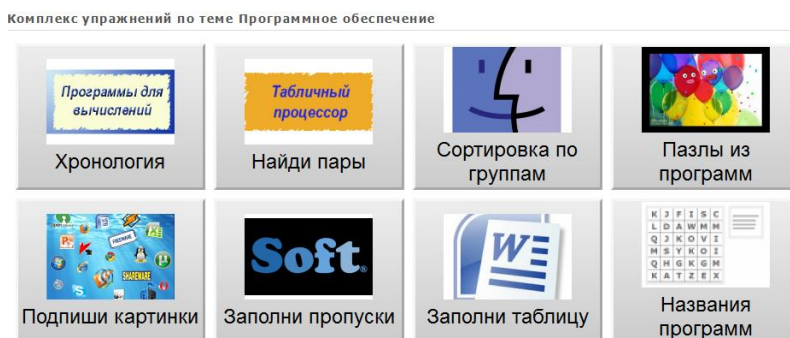 Комплекс упражнений по теме Программное обеспечение
Программы для
вычислений
Хронология
Табличный
процессор
Найди пары
Сортировка по
группам
Пазлы из
программ
FREEWARE
SHAREWARE
Подпиши картинки
Soft®
Заполни пропуски
W
Заполни таблицу
K J F I S C
L D A W M M
Q J K O V I
M S Y K O I
Q H G K G M
K A T Z E X
Названия
программ